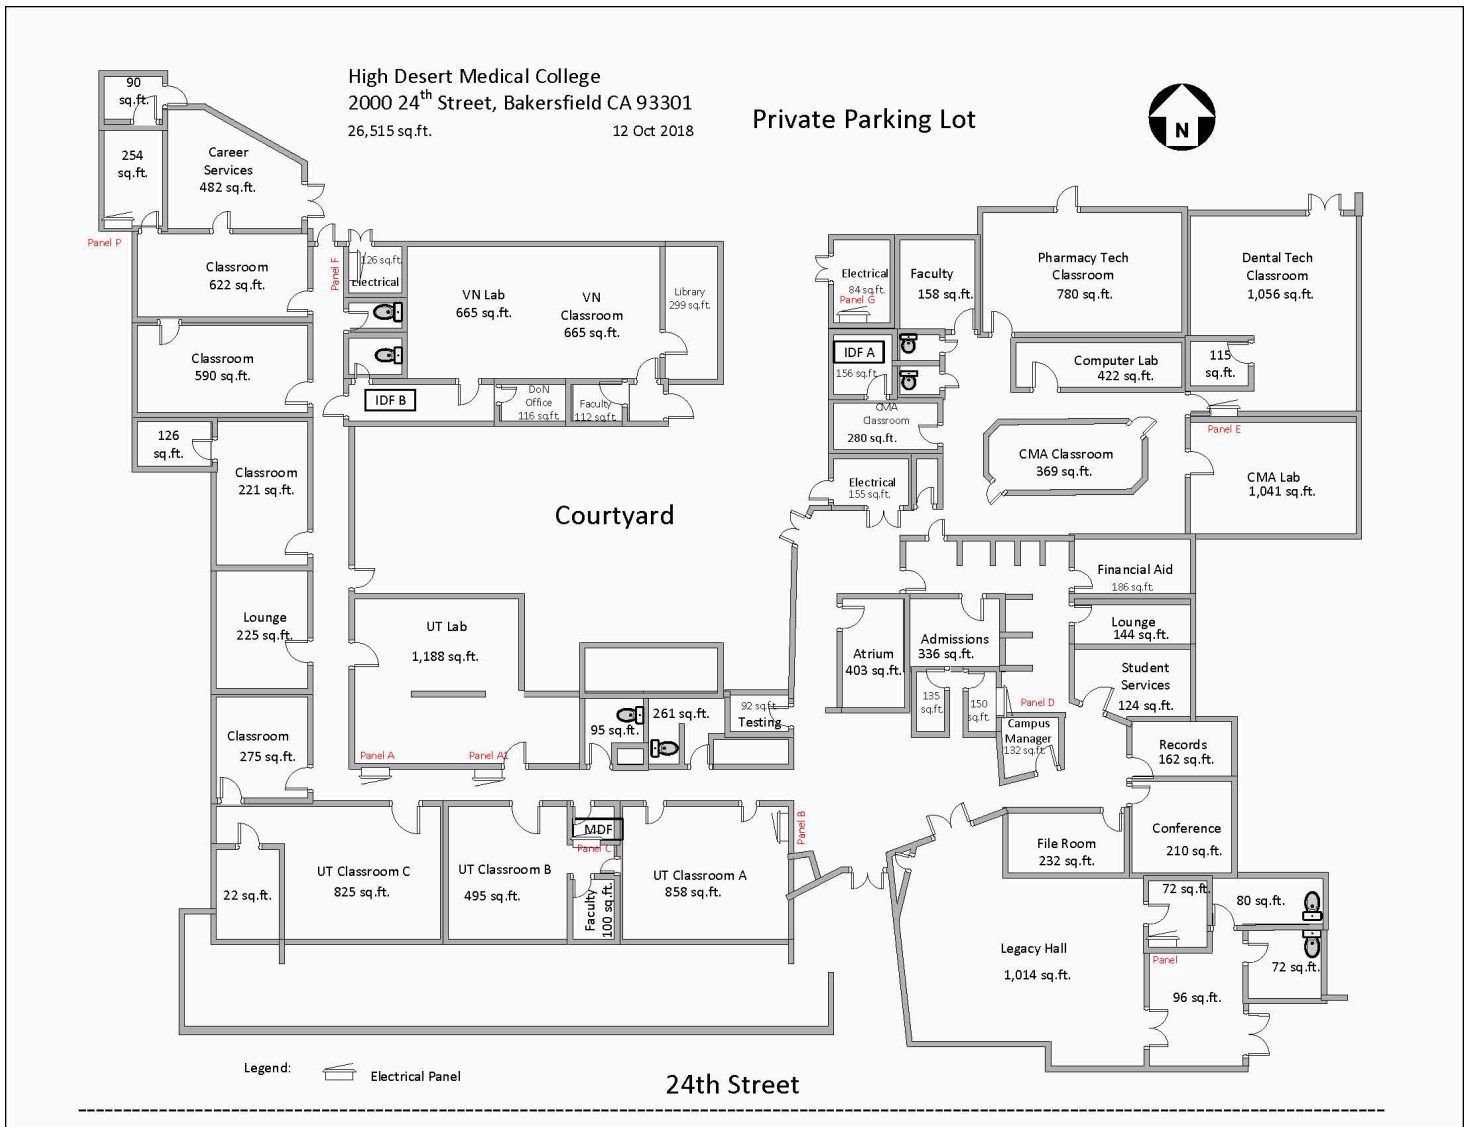 High Desert Medical College
2000 24th Street, Bakersfield CA 93301
26,515 sq.ft. 12 Oct 2018
Private Parking Lot
N
90
sq.ft.
254
sq.ft.
Career
Services
482 sq.ft.
Panel P
Classroom
622 sq.ft.
Panel F
126 sq.ft.
Electrical
VN Lab
665 sq.ft.
VN
Classroom
665 sq.ft.
Library
299 sq.ft.
Classroom
590 sq.ft.
IDF B
DoN
Office
116 sq.ft.
Faculty
112 sq.ft.
126
sq.ft.
Classroom
221 sq.ft.
Courtyard
Electrical
84 sq.ft.
Panel G
Faculty
158 sq.ft.
Pharmacy Tech
Classroom
780 sq.ft.
Dental Tech
Classroom
1,056 sq.ft.
IDF A
156 sq.ft.
Computer Lab
422 sq.ft.
115
sq.ft.
CMA
Classroom
280 sq.ft.
Panel E
CMA Classroom
369 sq.ft.
CMA Lab
1,041 sq.ft.
Electrical
155 sq.ft.
Financial Aid
186 sq.ft.
Lounge
225 sq.ft.
UT Lab
1,188 sq.ft.
Lounge
144 sq.ft.
Atrium
403 sq.ft.
Admissions
336 sq.ft.
Student
Services
124 sq.ft.
135
sq.ft.
150
sq.ft.
Panel D
Campus
Manager
132 sq.ft.
Classroom
275 sq.ft.
Panel A
Panel A1
95 sq.ft.
261 sq.ft.
92 sq.ft.
Testing
Records
162 sq.ft.
MDF
Panel C
Panel B
File Room
232 sq.ft.
Conference
210 sq.ft.
22 sq.ft.
UT Classroom C
825 sq.ft.
UT Classroom B
495 sq.ft.
Faculty
100 sq.ft.
UT Classroom A
858 sq.ft.
72 sq.ft.
80 sq.ft.
Legacy Hall
1,014 sq.ft.
Panel
72 sq.ft.
96 sq.ft.
Legend:
Electrical Panel
24th Street